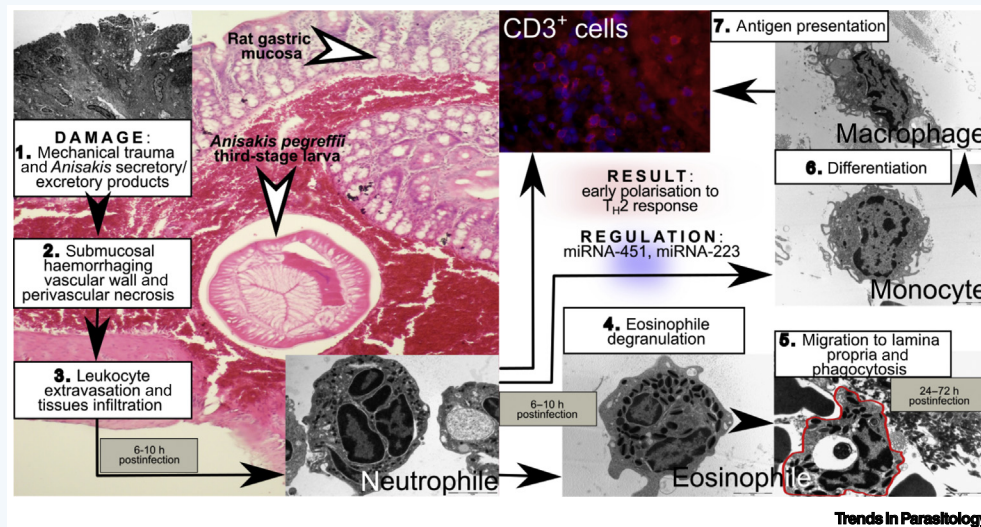 Rat gastric
mucosa
Anisakis pegreffii
third-stage larva
DAMAGE:
1. Mechanical trauma
and Anisakis secretory/
excretory products
2. Submucosal
haemorrhaging
vascular wall and
perivascular necrosis
3. Leukocyte
extravasation and
tissues infiltration
6-10 h
postinfection
Neutrophile
CD3+ cells
RESULT:
early polarisation to
TH2 response
REGULATION:
miRNA-451, miRNA-223
4. Eosinophile
degranulation
6–10 h
postinfection
Eosinophile
5. Migration to lamina
propria and
phagocytosis
24–72 h
postinfection
Monocyte
6. Differentiation
Macrophage
7. Antigen presentation
Trends in Parasitology